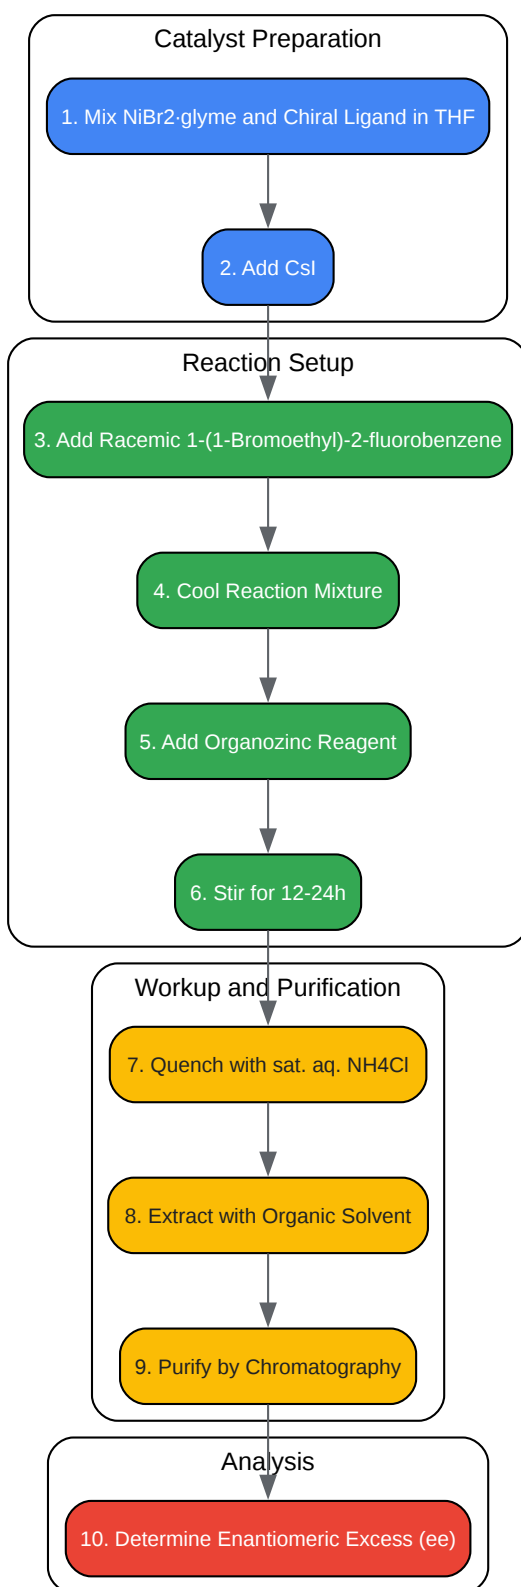 Catalyst Preparation
1. Mix NiBr2·glyme and Chiral Ligand in THF
2. Add CsI
Reaction Setup
3. Add Racemic 1-(1-Bromoethyl)-2-fluorobenzene
4. Cool Reaction Mixture
5. Add Organozinc Reagent
6. Stir for 12-24h
Workup and Purification
7. Quench with sat. aq. NH4Cl
8. Extract with Organic Solvent
9. Purify by Chromatography
Analysis
10. Determine Enantiomeric Excess (ee)